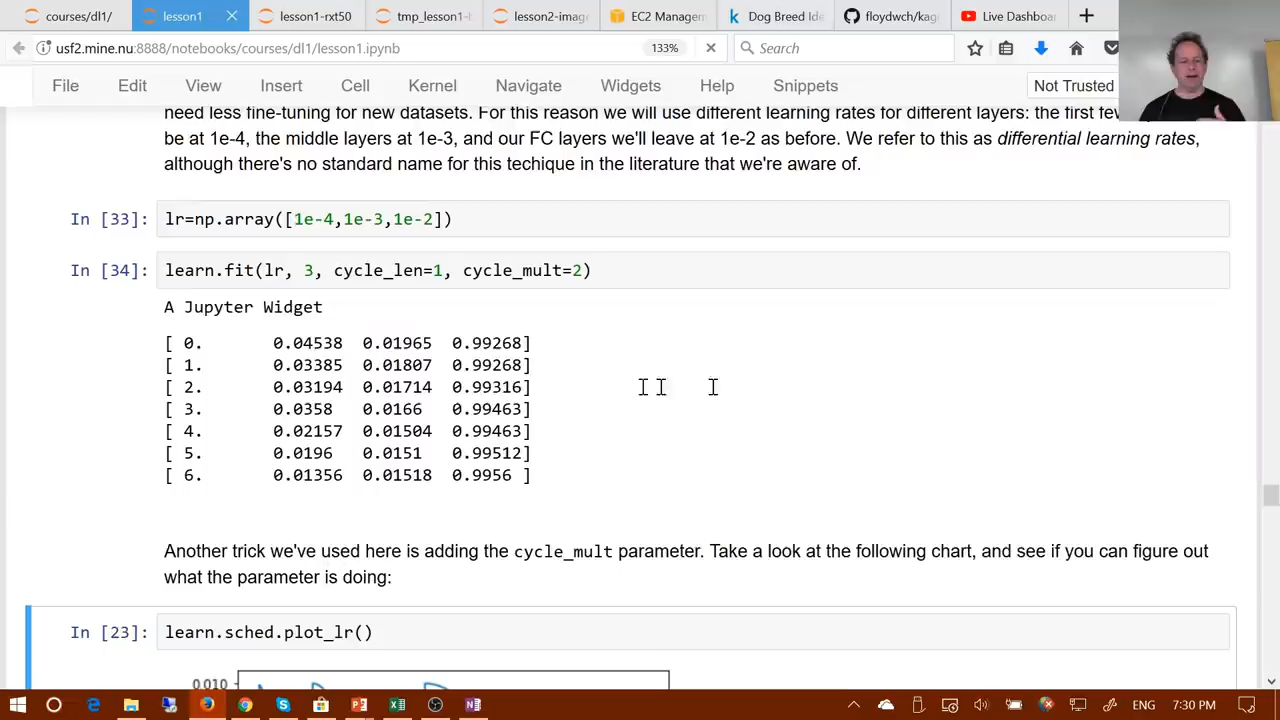 courses/dl1/
lesson1
lesson1-rxt50
tmp_lesson1-
lesson2-image
EC2 Managem
Dog Breed Ide
floydwch/kagg
Live Dashboa
usf2.mine.nu:8888/notebooks/courses/dl1/lesson1.ipynb
133%
Search
File Edit View Insert Cell Kernel Navigate Widgets Help Snippets Not Trusted
need less fine-tuning for new datasets. For this reason we will use different learning rates for different layers: the first few
be at 1e-4, the middle layers at 1e-3, and our FC layers we'll leave at 1e-2 as before. We refer to this as differential learning rates,
although there's no standard name for this techique in the literature that we're aware of.
In [33]: lr=np.array([1e-4,1e-3,1e-2])
In [34]: learn.fit(lr, 3, cycle_len=1, cycle_mult=2)
A Jupyter Widget
[ 0. 0.04538 0.01965 0.99268]
[ 1. 0.03385 0.01807 0.99268]
[ 2. 0.03194 0.01714 0.99316]
[ 3. 0.0358 0.0166 0.99463]
[ 4. 0.02157 0.01504 0.99463]
[ 5. 0.0196 0.0151 0.99512]
[ 6. 0.01356 0.01518 0.9956 ]
Another trick we've used here is adding the cycle_mult parameter. Take a look at the following chart, and see if you can figure out
what the parameter is doing:
In [23]: learn.sched.plot_lr()
0.010
ENG 7:30 PM